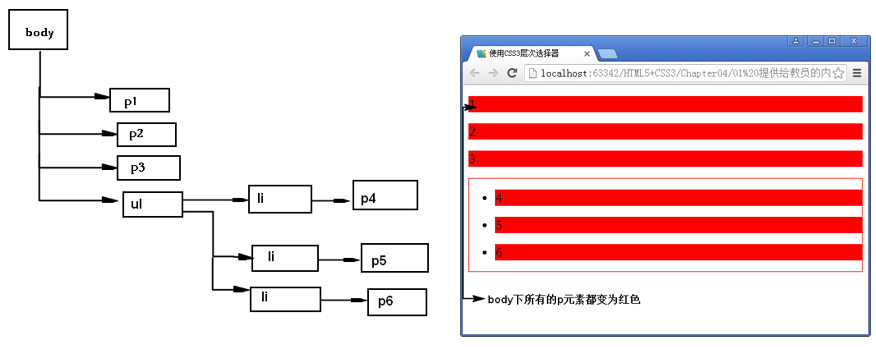 body
p1
p2
p3
ul
li
p4
li
p5
li
p6
使用CSS3层次选择器
localhost:63342/HTML5+CSS3/Chapter04/01%20提供给教员的内
1
2
3
4
5
6
body下所有的p元素都变为红色